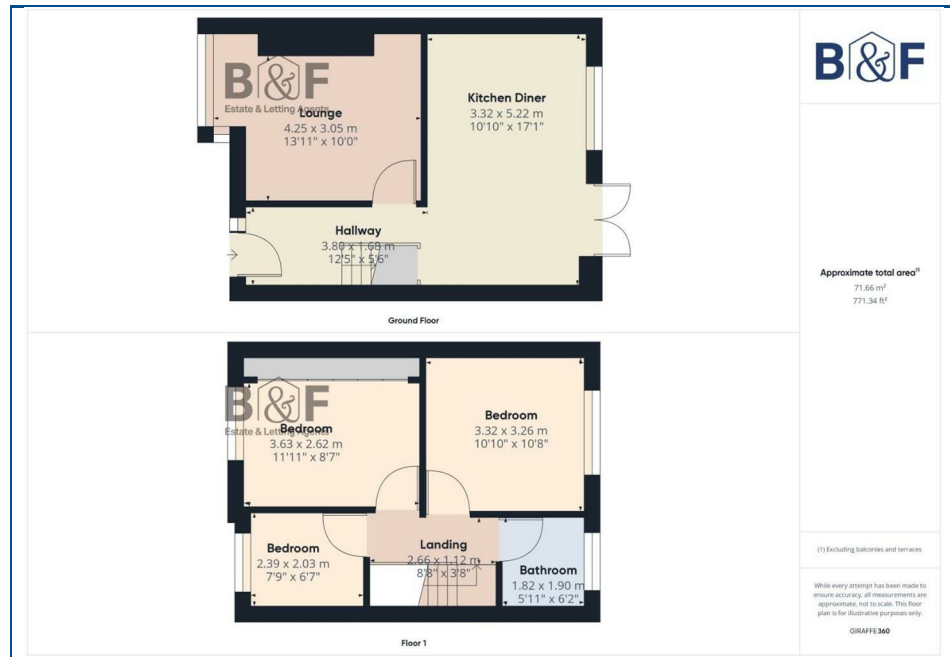 B&F
Estate & Letting Agents
Lounge
4.25 x 3.05 m
13'11" x 10'0"
Kitchen Diner
3.32 x 5.22 m
10'10" x 17'1"
Hallway
3.80 x 1.68 m
12'5" x 5'6"
Ground Floor
B&F
Estate & Letting Agents
Bedroom
3.63 x 2.62 m
11'11" x 8'7"
Bedroom
3.32 x 3.26 m
10'10" x 10'8"
Bedroom
2.39 x 2.03 m
7'9" x 6'7"
Landing
2.66 x 1.12 m
8'8" x 3'8"
Bathroom
1.82 x 1.90 m
5'11" x 6'2"
Floor 1
B&F
Approximate total area⁽¹⁾
71.66 m²
771.34 ft²
(1) Excluding balconies and terraces
While every attempt has been made to
ensure accuracy, all measurements are
approximate, not to scale. This floor
plan is for illustrative purposes only.
GIRAFFE360